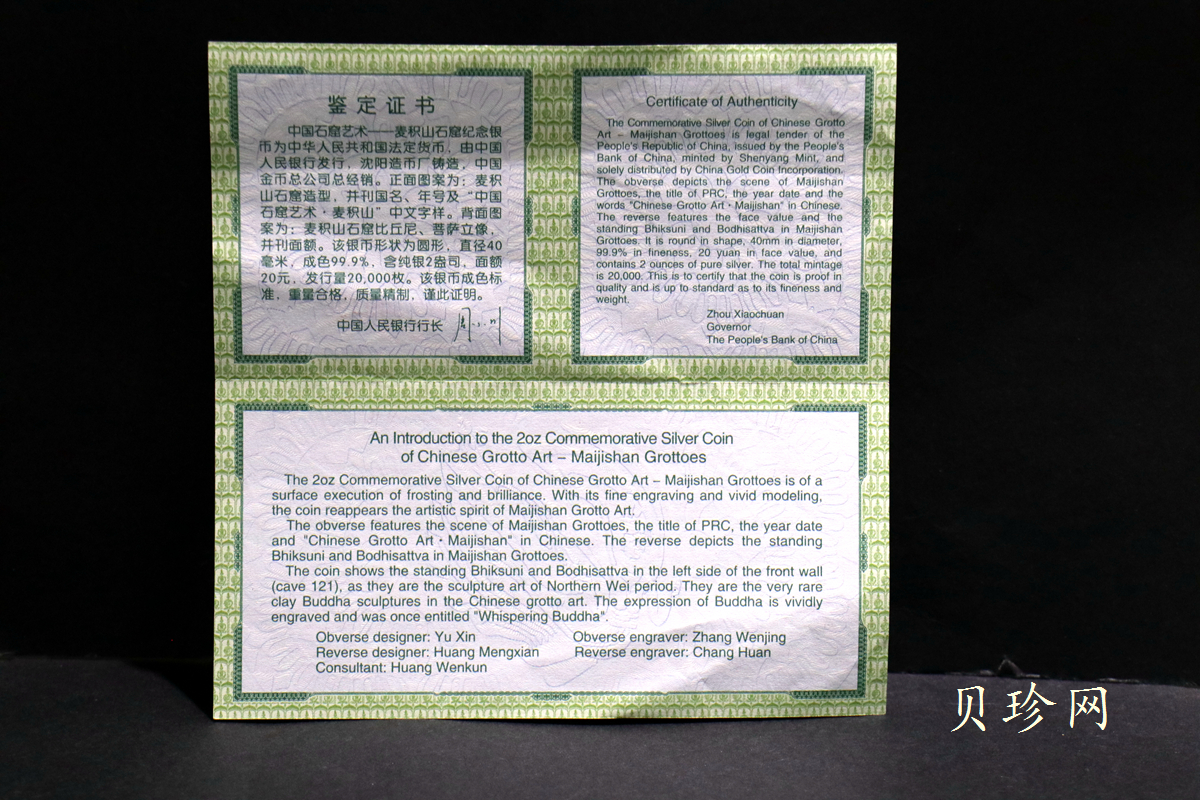 鉴定证书
中国石窟艺术——麦积山石窟纪念银
币为中华人民共和国法定货币，由中国
人民银行发行，沈阳造币厂铸造，中国
金币总公司总经销。正面图案为：麦积
山石窟造型，并刊国名、年号及“中国
石窟艺术·麦积山”中文字样。背面图
案为：麦积山石窟比丘尼、菩萨立像，
并刊面额。该银币形状为圆形，直径40
毫米，成色99.9%，含纯银2盎司，面额
20元，发行量20,000枚。该银币成色标
准，重量合格，质量精制，谨此证明。
中国人民银行行长 周小川
Certificate of Authenticity
The Commemorative Silver Coin of Chinese Grotto
Art – Maijishan Grottoes is legal tender of the
People's Republic of China, issued by the People's
Bank of China, minted by Shenyang Mint, and
solely distributed by China Gold Coin Incorporation.
The obverse depicts the scene of Maijishan
Grottoes, the title of PRC, the year date and the
words "Chinese Grotto Art · Maijishan" in Chinese.
The reverse features the face value and the
standing Bhiksuni and Bodhisattva in Maijishan
Grottoes. It is round in shape, 40mm in diameter,
99.9% in fineness, 20 yuan in face value, and
contains 2 ounces of pure silver. The total mintage
is 20,000. This is to certify that the coin is proof in
quality and is up to standard as to its fineness and
weight.
Zhou Xiaochuan
Governor
The People's Bank of China
An Introduction to the 2oz Commemorative Silver Coin
of Chinese Grotto Art – Maijishan Grottoes
The 2oz Commemorative Silver Coin of Chinese Grotto Art – Maijishan Grottoes is of a
surface execution of frosting and brilliance. With its fine engraving and vivid modeling,
the coin reappears the artistic spirit of Maijishan Grotto Art.
The obverse features the scene of Maijishan Grottoes, the title of PRC, the year date
and "Chinese Grotto Art · Maijishan" in Chinese. The reverse depicts the standing
Bhiksuni and Bodhisattva in Maijishan Grottoes.
The coin shows the standing Bhiksuni and Bodhisattva in the left side of the front wall
(cave 121), as they are the sculpture art of Northern Wei period. They are the very rare
clay Buddha sculptures in the Chinese grotto art. The expression of Buddha is vividly
engraved and was once entitled "Whispering Buddha".
Obverse designer: Yu Xin Obverse engraver: Zhang Wenjing
Reverse designer: Huang Mengxian Reverse engraver: Chang Huan
Consultant: Huang Wenkun
贝珍网